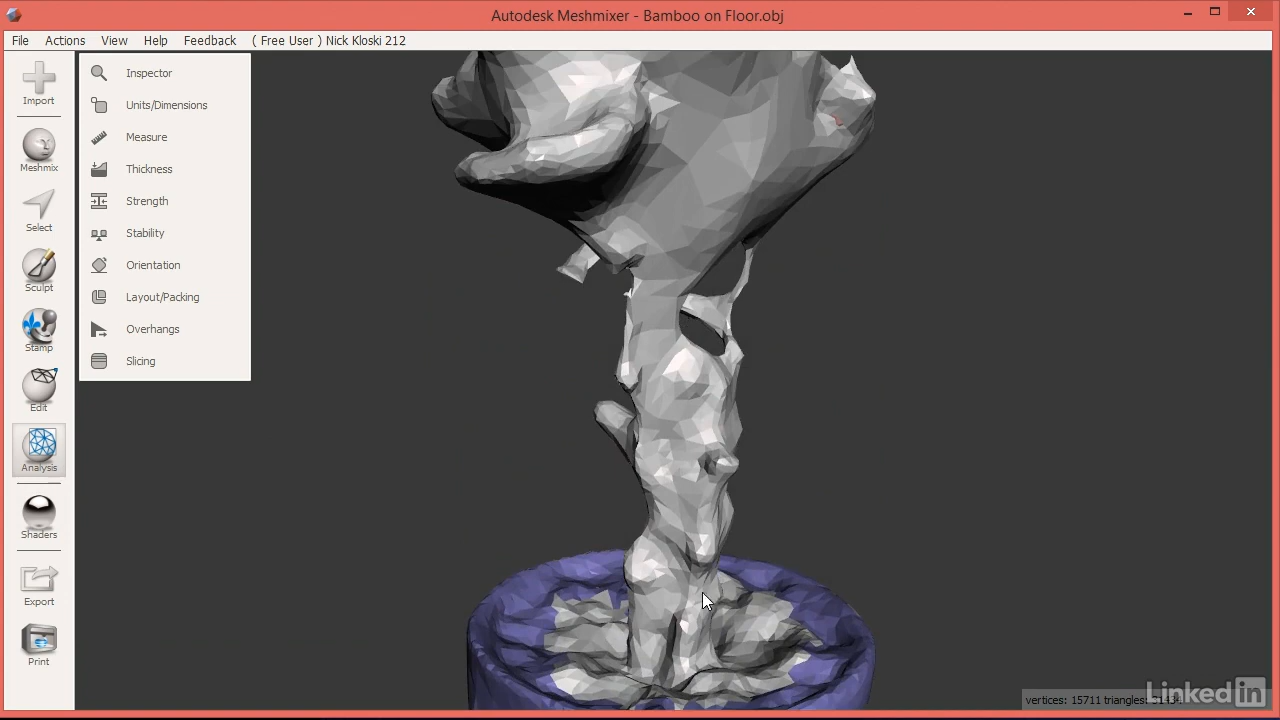 Autodesk Meshmixer - Bamboo on Floor.obj
File Actions View Help Feedback ( Free User ) Nick Kloski 212
Import
Meshmix
Select
Sculpt
Stamp
Edit
Analysis
Shaders
Export
Print
Inspector
Units/Dimensions
Measure
Thickness
Strength
Stability
Orientation
Layout/Packing
Overhangs
Slicing
LinkedIn
vertices: 15711 triangles: